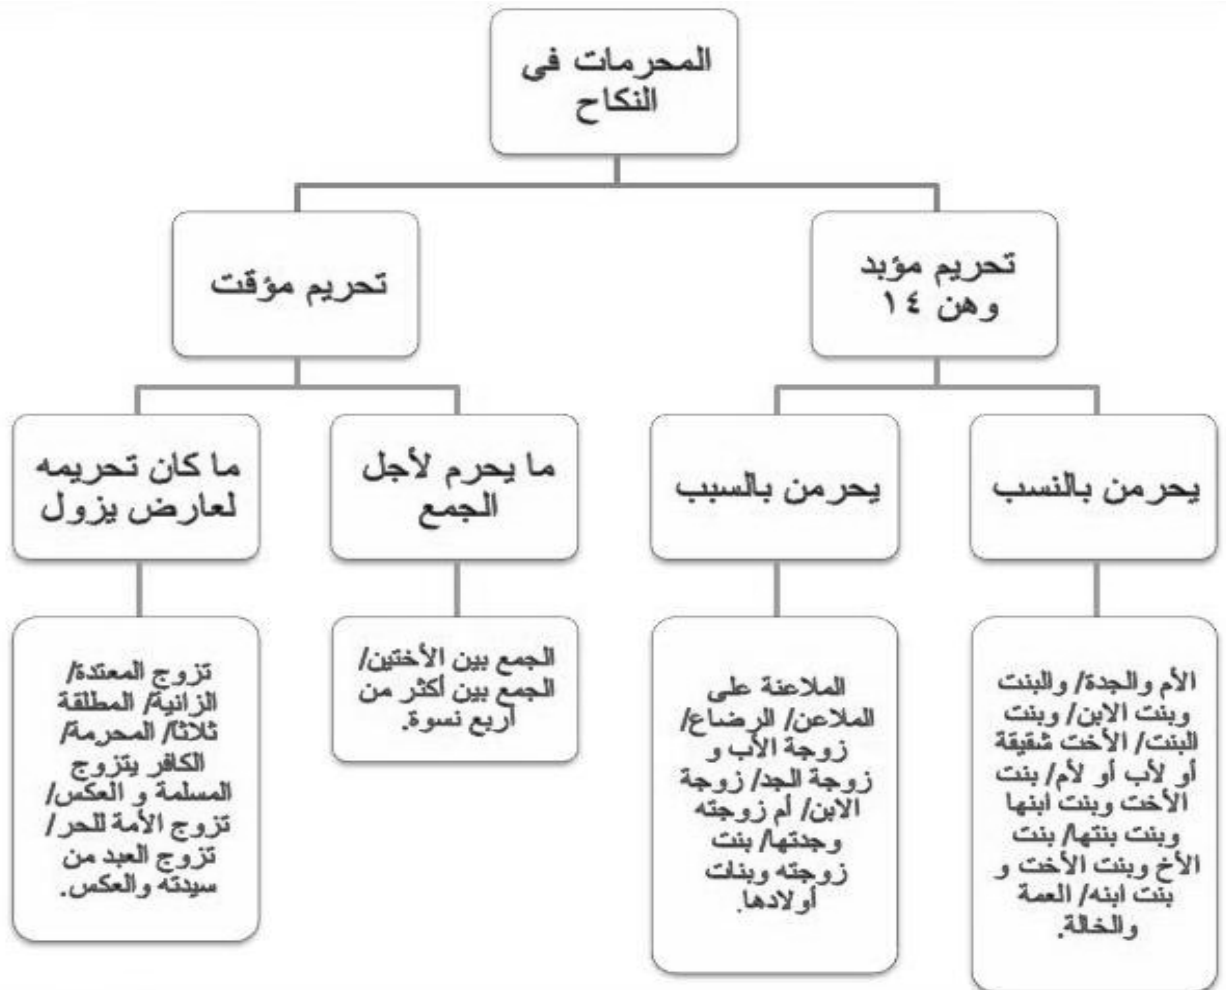 المحرمات فى
النكاح
تحريم مؤبد
وهن ١٤
تحريم مؤقت
يحرمن بالنسب
يحرمن بالسبب
ما يحرم لأجل
الجمع
ما كان تحريمه
لعارض يزول
الأم والجدة/ والبنت
وبنت الابن/ وبنت
البنت/ الأخت شقيقة
أو لأب أو لأم/ بنت
الأخت وبنت ابنها
وبنت بنتها/ بنت
الأخ وبنت الأخت و
بنت ابنه/ العمة
والخالة.
الملاعنة على
الملاعن/ الرضاع/
زوجة الأب و
زوجة الجد/ زوجة
الابن/ أم زوجته
وجدتها/ بنت
زوجته وبنات
أولادها.
الجمع بين الأختين/
الجمع بين أكثر من
أربع نسوة.
تزوج المعتدة/
الزانية/ المطلقة
ثلاثا/ المحرمة/
الكافر يتزوج
المسلمة و العكس/
تزوج الأمة للحر/
تزوج العبد من
سيدته والعكس.